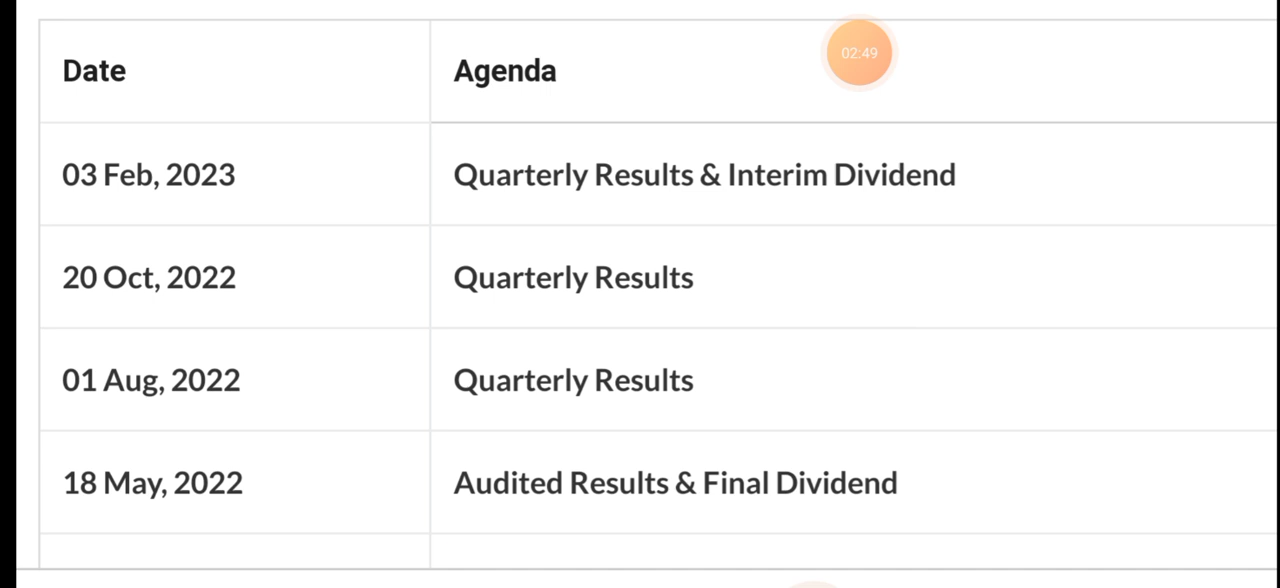 Date Agenda
02:49
03 Feb, 2023 Quarterly Results & Interim Dividend
20 Oct, 2022 Quarterly Results
01 Aug, 2022 Quarterly Results
18 May, 2022 Audited Results & Final Dividend